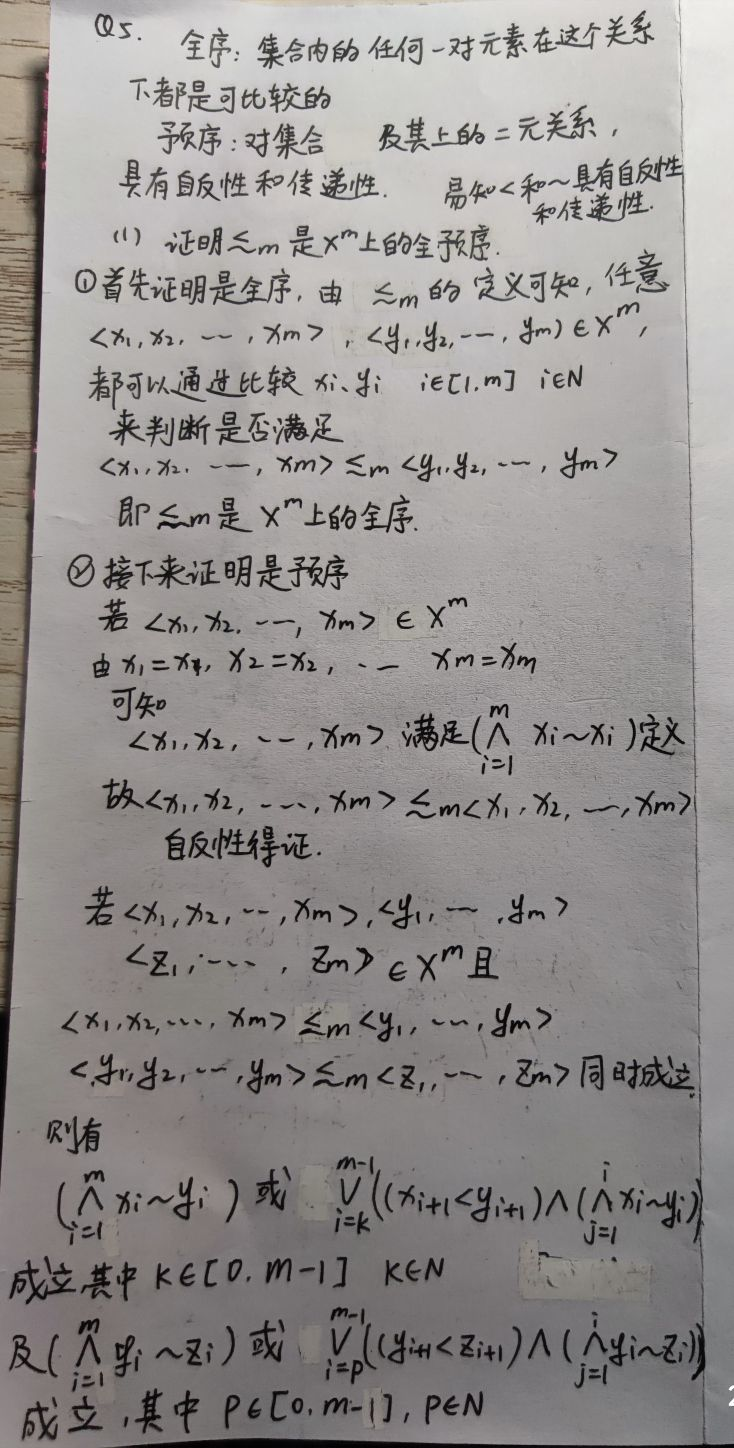 Q5. 全序：集合内的任何一对元素在这个关系
下都是可比较的
预序：对集合 及其上的二元关系，
具有自反性和传递性. 易知<和~具有自反性
和传递性.
(1) 证明≲m是X^m上的全预序.
①首先证明是全序，由 ≲m的定义可知，任意
<x₁,x₂,…,xm>，<y₁,y₂,…,ym)∈X^m,
都可以通过比较 xi、yi i∈[1,m] i∈N
来判断是否满足
<x₁,x₂,…,xm>≲m<y₁,y₂,…,ym>
即≲m是X^m上的全序.
②接下来证明是预序
若<x₁,x₂,…,xm>∈X^m
由x₁=x₁, x₂=x₂,… xm=xm
可知
<x₁,x₂,…,xm>满足(⋀_{i=1}^{m} xi~xi)定义
故<x₁,x₂,…,xm>≲m<x₁,x₂,…,xm>
自反性得证.
若<x₁,x₂,…,xm>,<y₁,…,ym>
<z₁,…,zm>∈X^m且
<x₁,x₂,…,xm>≲m<y₁,…,ym>
<y₁,y₂,…,ym>≲m<z₁,…,zm>同时成立.
则有
(⋀_{i=1}^{m} xi~yi)或 ⋁_{i=k}^{m-1}((x_{i+1}<y_{i+1})∧(⋀_{j=1}^{i} xi~yi))
成立,其中 k∈[0,m-1] k∈N
及(⋀_{i=1}^{m} yi~zi)或 ⋁_{i=p}^{m-1}((y_{i+1}<z_{i+1})∧(⋀_{j=1}^{i} yi~zi))
成立,其中 p∈[0,m-1],p∈N